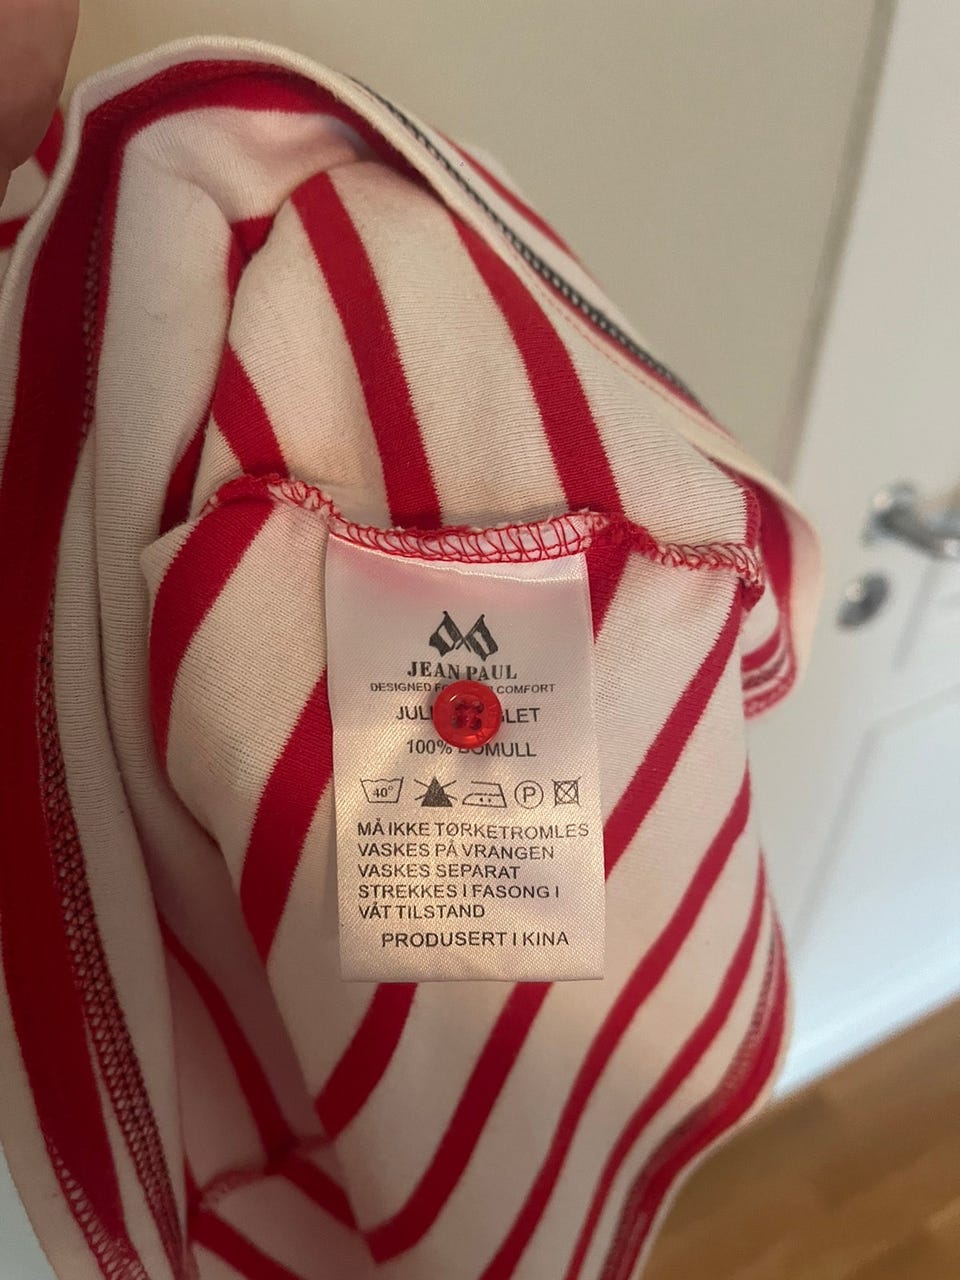 JEAN PAUL
DESIGNED COMFORT
100% BOMULL
40°
P
MÅ IKKE TØRKETROMLES
VASKES PÅ VRANGEN
VASKES SEPARAT
STREKKES I FASONG I
VÅT TILSTAND
PRODUSERT I KINA